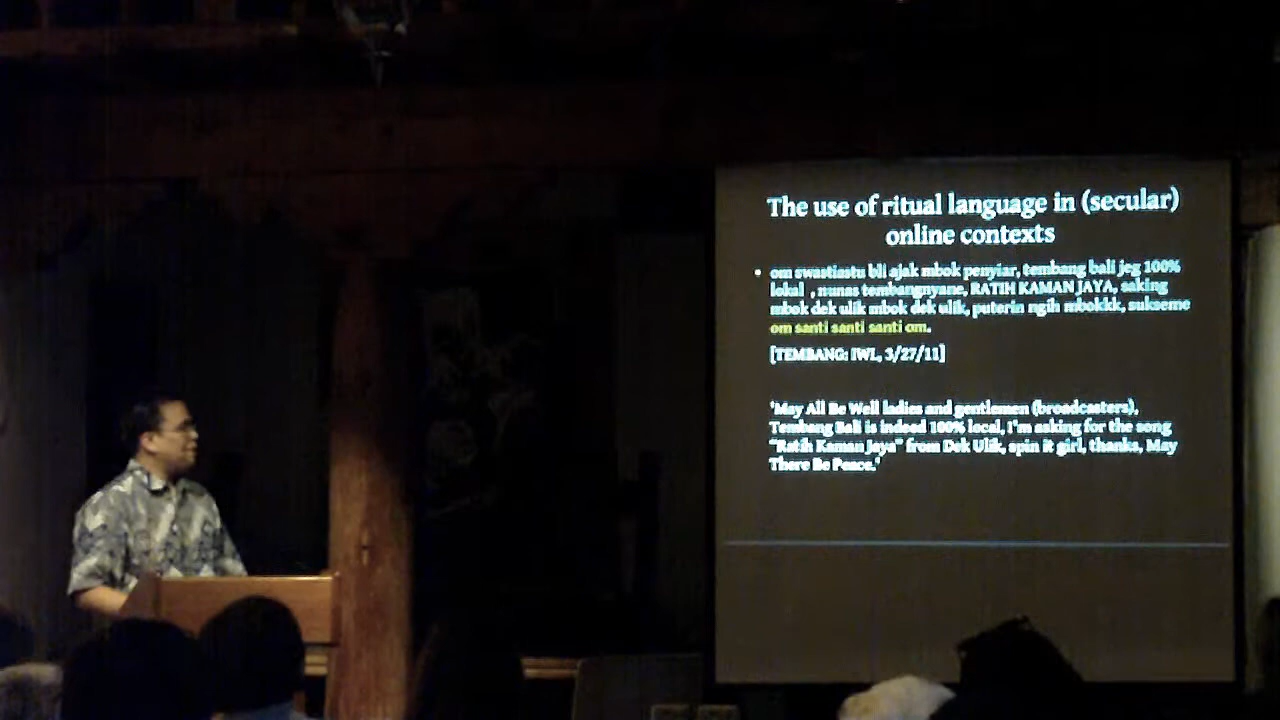 The use of ritual language in (secular)
online contexts
• om swastiastu bli ajak mbok penyiar, tembang bali jeg 100%
lokal , nunas tembangnyane, RATIH KAMAN JAYA, saking
mbok dek ulik mbok dek ulik, puterin ngih mbokkk, sukseme
om santi santi santi om.
[TEMBANG: IWL, 3/27/11]
'May All Be Well ladies and gentlemen (broadcasters),
Tembang Bali is indeed 100% local, I'm asking for the song
"Ratih Kaman Jaya" from Dek Ulik, spin it girl, thanks, May
There Be Peace.'